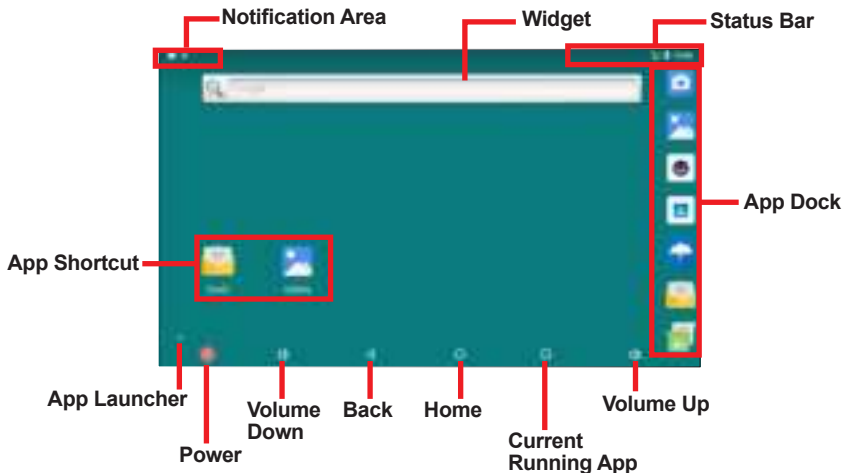 Notification Area
Widget
Status Bar
App Dock
App Shortcut
App Launcher
Volume
Down
Back
Home
Volume Up
Power
Current
Running App